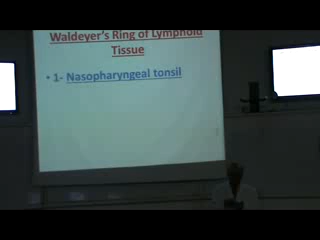 Waldeyer's Ring of Lymphoid
Tissue
• 1- Nasopharyngeal tonsil